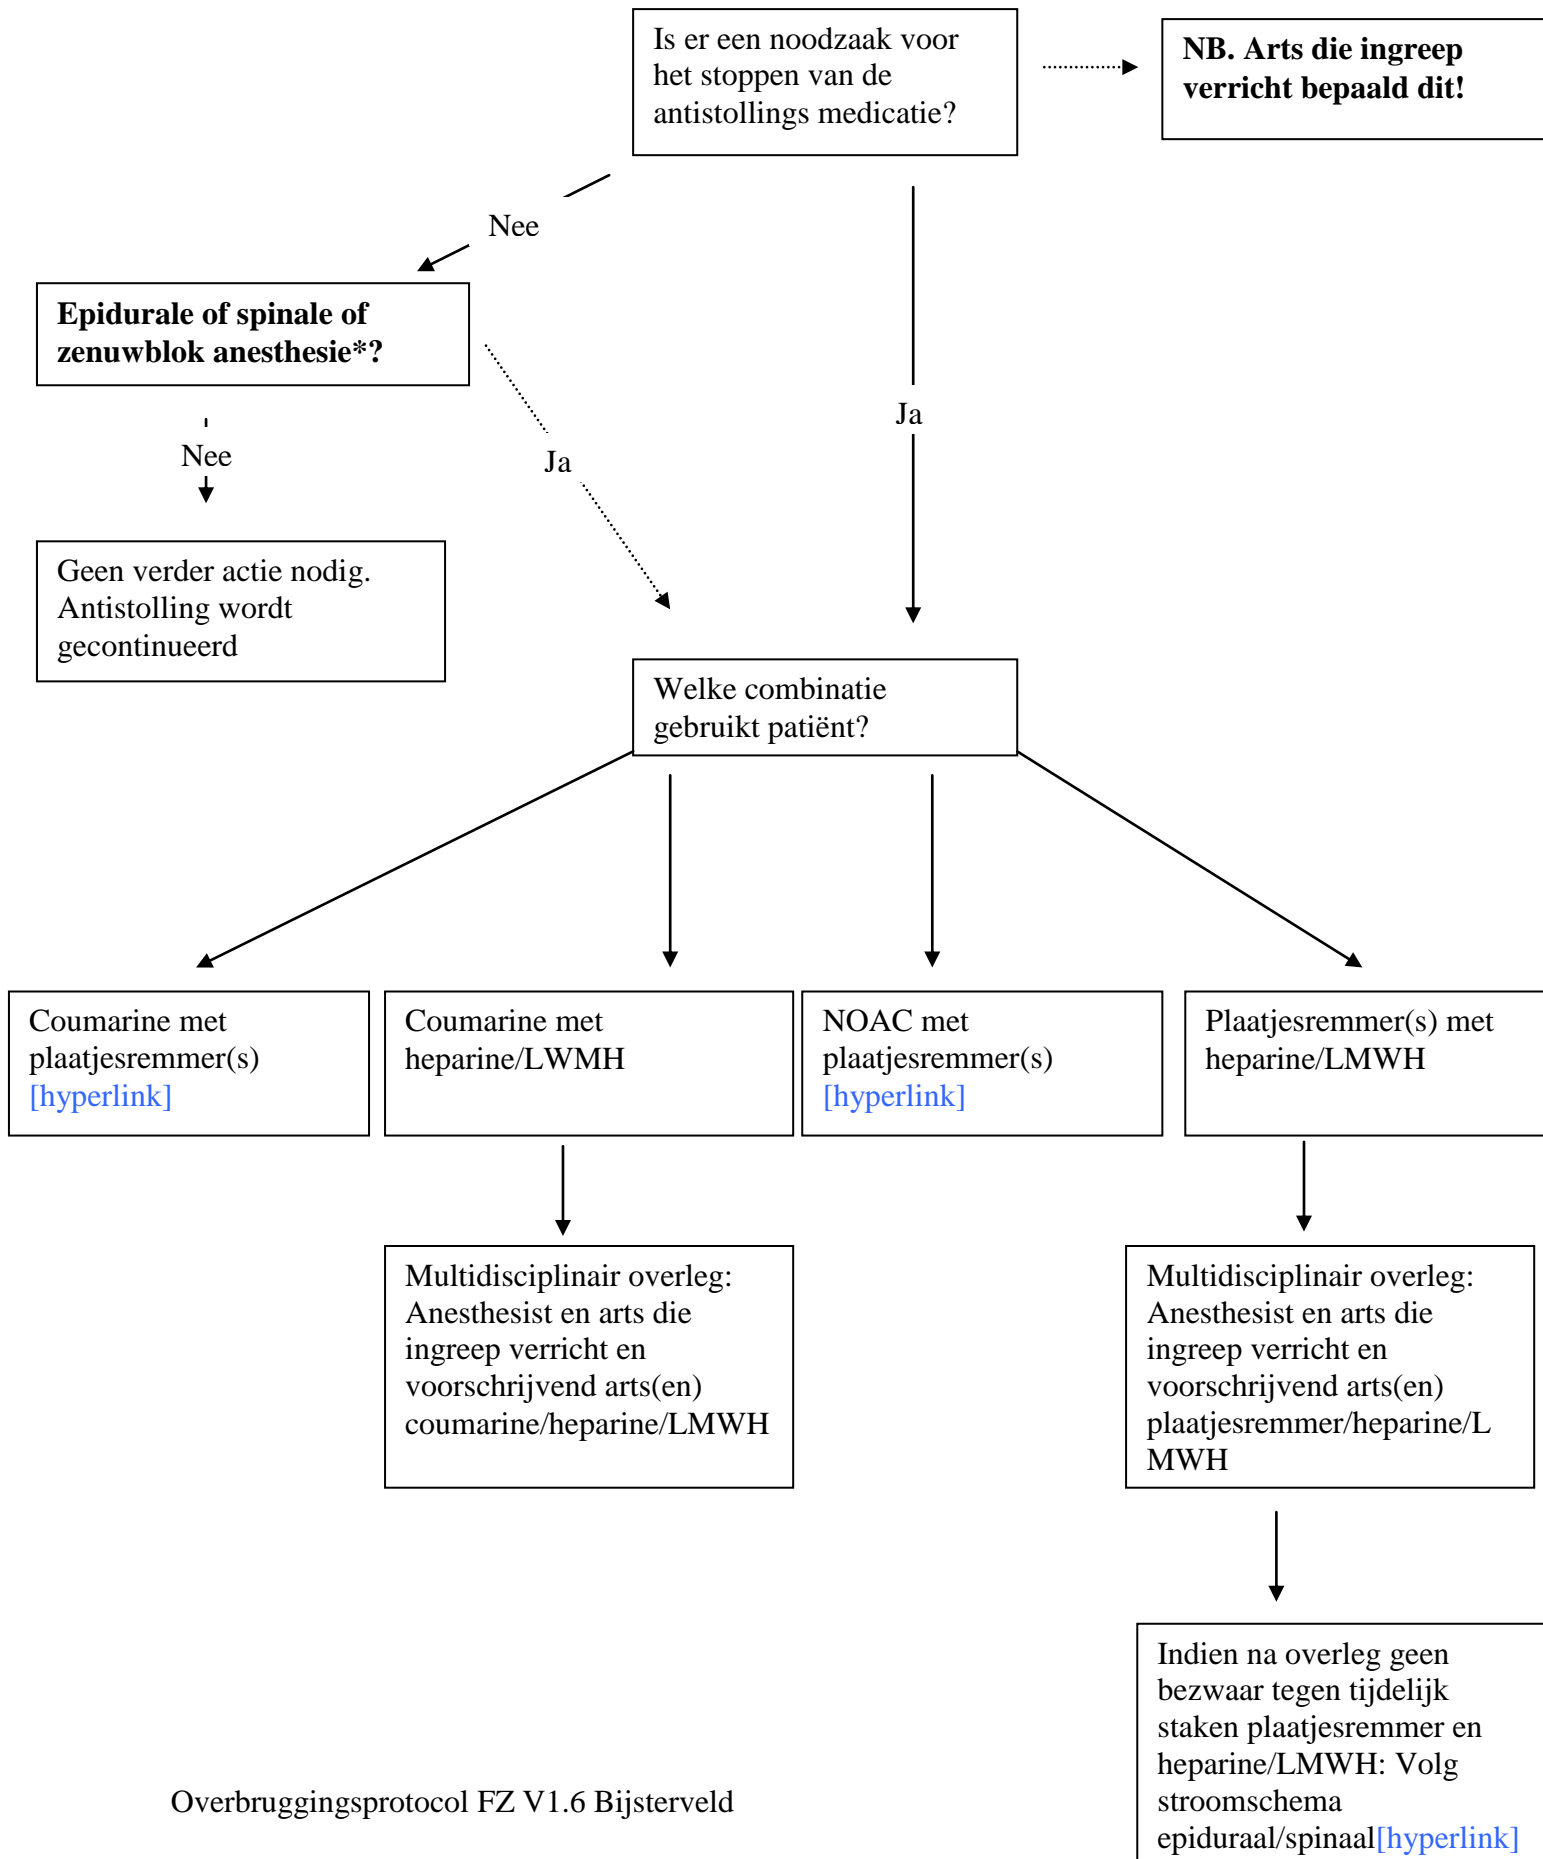 Is er een noodzaak voor
het stoppen van de
antistollings medicatie?
NB. Arts die ingreep
verricht bepaald dit!
Nee
Epidurale of spinale of
zenuwblok anesthesie*?
Ja
Nee
Ja
Geen verder actie nodig.
Antistolling wordt
gecontinueerd
Welke combinatie
gebruikt patiënt?
Coumarine met
plaatjesremmer(s)
[hyperlink]
Coumarine met
heparine/LWMH
NOAC met
plaatjesremmer(s)
[hyperlink]
Plaatjesremmer(s) met
heparine/LMWH
Multidisciplinair overleg:
Anesthesist en arts die
ingreep verricht en
voorschrijvend arts(en)
coumarine/heparine/LMWH
Multidisciplinair overleg:
Anesthesist en arts die
ingreep verricht en
voorschrijvend arts(en)
plaatjesremmer/heparine/L
MWH
Indien na overleg geen
bezwaar tegen tijdelijk
staken plaatjesremmer en
heparine/LMWH: Volg
stroomschema
epiduraal/spinaal[hyperlink]
Overbruggingsprotocol FZ V1.6 Bijsterveld